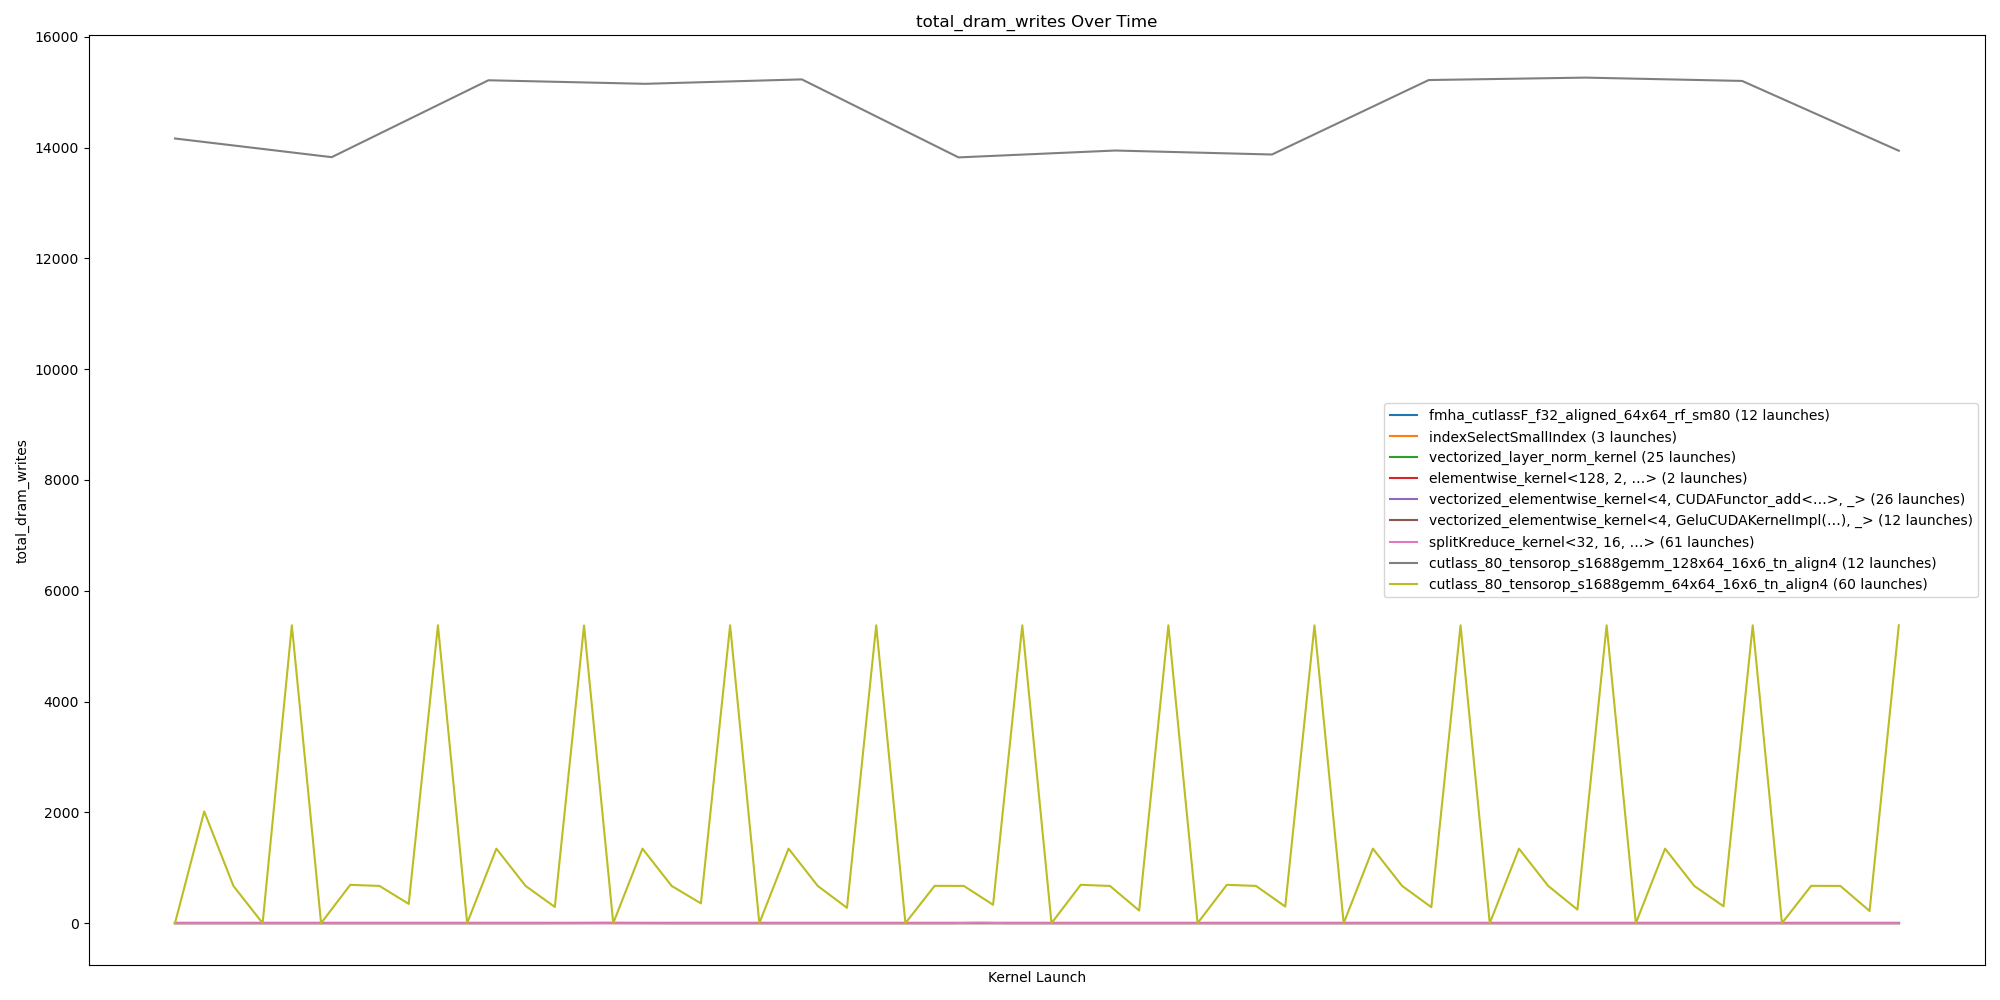 total_dram_writes Over Time
16000
14000
12000
10000
8000
6000
4000
2000
0
total_dram_writes
Kernel Launch
fmha_cutlassF_f32_aligned_64x64_rf_sm80 (12 launches)
indexSelectSmallIndex (3 launches)
vectorized_layer_norm_kernel (25 launches)
elementwise_kernel<128, 2, ...> (2 launches)
vectorized_elementwise_kernel<4, CUDAFunctor_add<...>, _> (26 launches)
vectorized_elementwise_kernel<4, GeluCUDAKernelImpl(...), _> (12 launches)
splitKreduce_kernel<32, 16, ...> (61 launches)
cutlass_80_tensorop_s1688gemm_128x64_16x6_tn_align4 (12 launches)
cutlass_80_tensorop_s1688gemm_64x64_16x6_tn_align4 (60 launches)